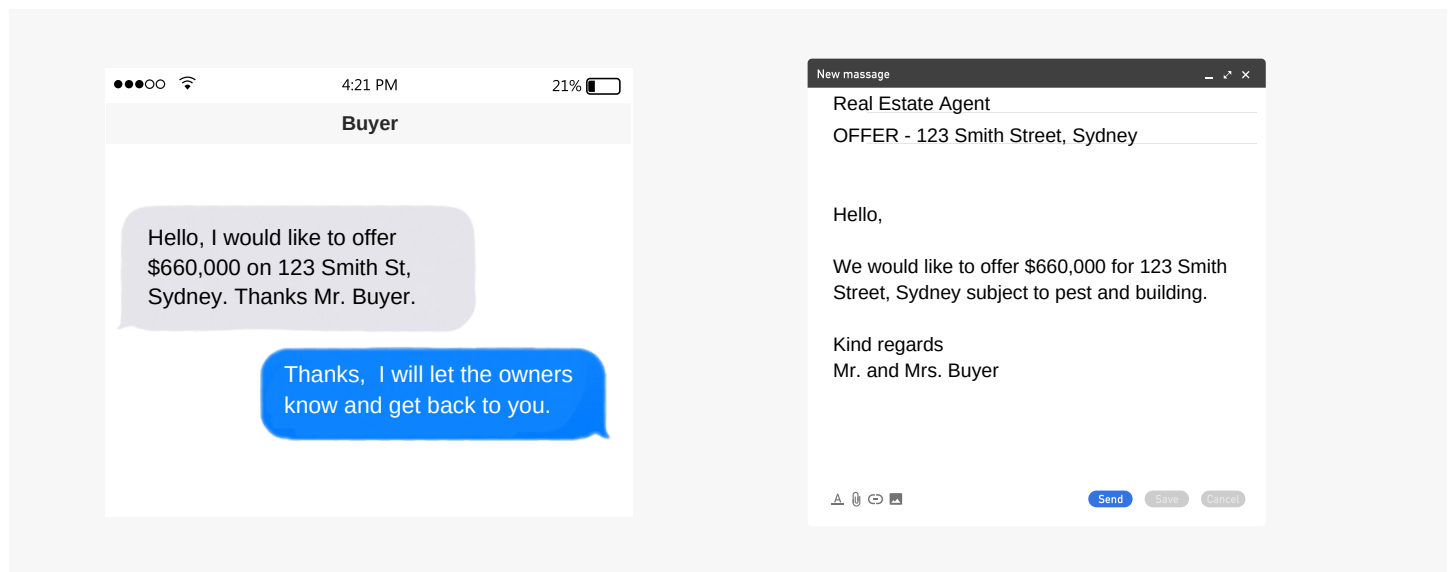 4:21 PM
21%
Buyer
Hello, I would like to offer
$660,000 on 123 Smith St,
Sydney. Thanks Mr. Buyer.
Thanks,  I will let the owners
know and get back to you.
New massage
Real Estate Agent
OFFER - 123 Smith Street, Sydney
Hello,
We would like to offer $660,000 for 123 Smith
Street, Sydney subject to pest and building.
Kind regards
Mr. and Mrs. Buyer
A
Send
Save
Cancel